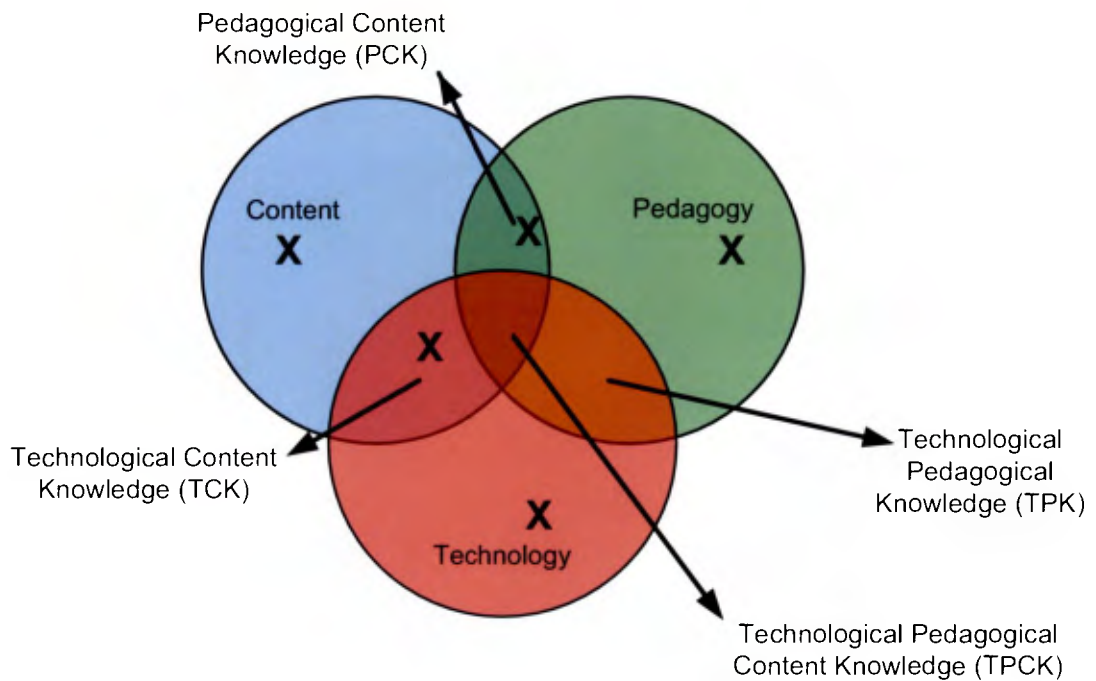 Pedagogical Content
Knowledge (PCK)
Content
X
Pedagogy
X
X
X
Technological Content
Knowledge (TCK)
Technological
Pedagogical
Knowledge (TPK)
X
Technology
Technological Pedagogical
Content Knowledge (TPCK)